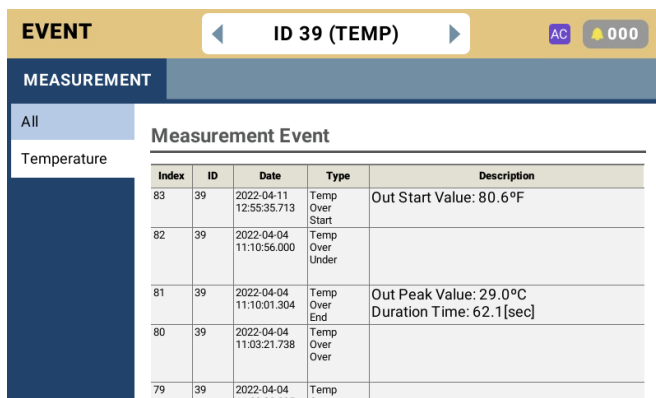 EVENT
ID 39 (TEMP)
AC
000
MEASUREMENT
All
Temperature
Measurement Event
Index ID Date Type Description
83 39 2022-04-11 Temp Out Start Value: 80.6ºF
12:55:35.713 Over
Start
82 39 2022-04-04 Temp
11:10:56.000 Over
Under
81 39 2022-04-04 Temp Out Peak Value: 29.0ºC
11:10:01.304 Over Duration Time: 62.1[sec]
End
80 39 2022-04-04 Temp
11:03:21.738 Over
Over
79 39 2022-04-04 Temp